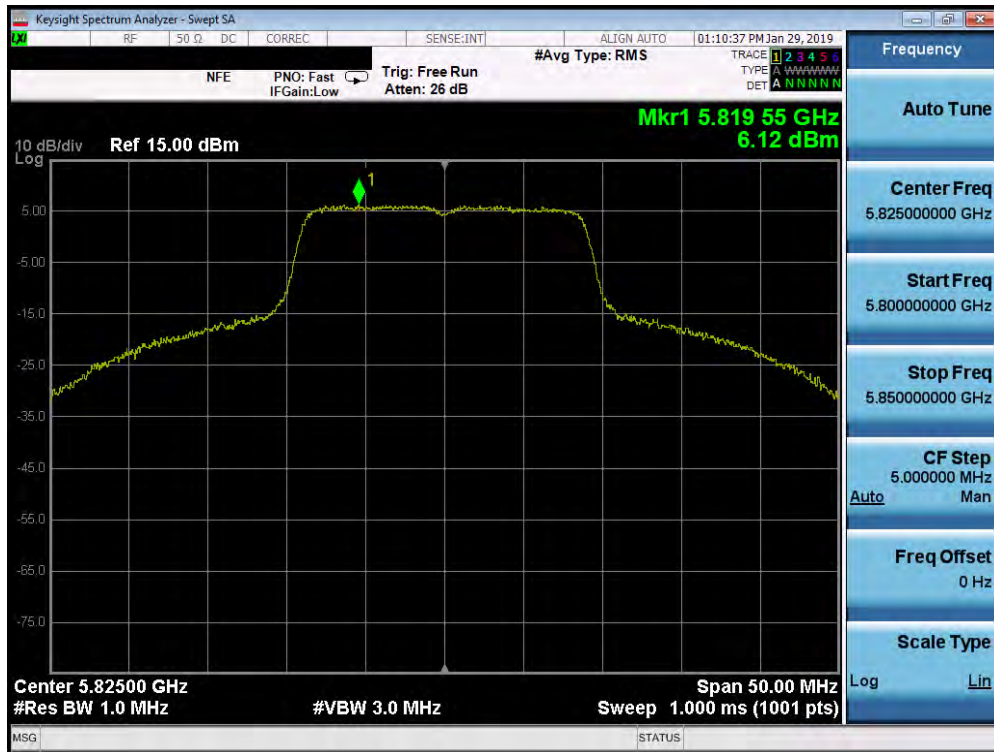 Keysight Spectrum Analyzer - Swept SA
LXI RF 50 Ω DC CORREC SENSE:INT ALIGN AUTO 01:10:37 PM Jan 29, 2019
#Avg Type: RMS
TRACE 1 2 3 4 5 6
TYPE A WWWWW
DET A N N N N N
NFE PNO: Fast Trig: Free Run
IFGain:Low Atten: 26 dB
Mkr1 5.819 55 GHz
6.12 dBm
10 dB/div Ref 15.00 dBm
Log
1
5.00
-5.00
-15.0
-25.0
-35.0
-45.0
-55.0
-65.0
-75.0
Center 5.82500 GHz Span 50.00 MHz
#Res BW 1.0 MHz #VBW 3.0 MHz Sweep 1.000 ms (1001 pts)
MSG STATUS
Frequency
Auto Tune
Center Freq
5.825000000 GHz
Start Freq
5.800000000 GHz
Stop Freq
5.850000000 GHz
CF Step
5.000000 MHz
Auto Man
Freq Offset
0 Hz
Scale Type
Log Lin